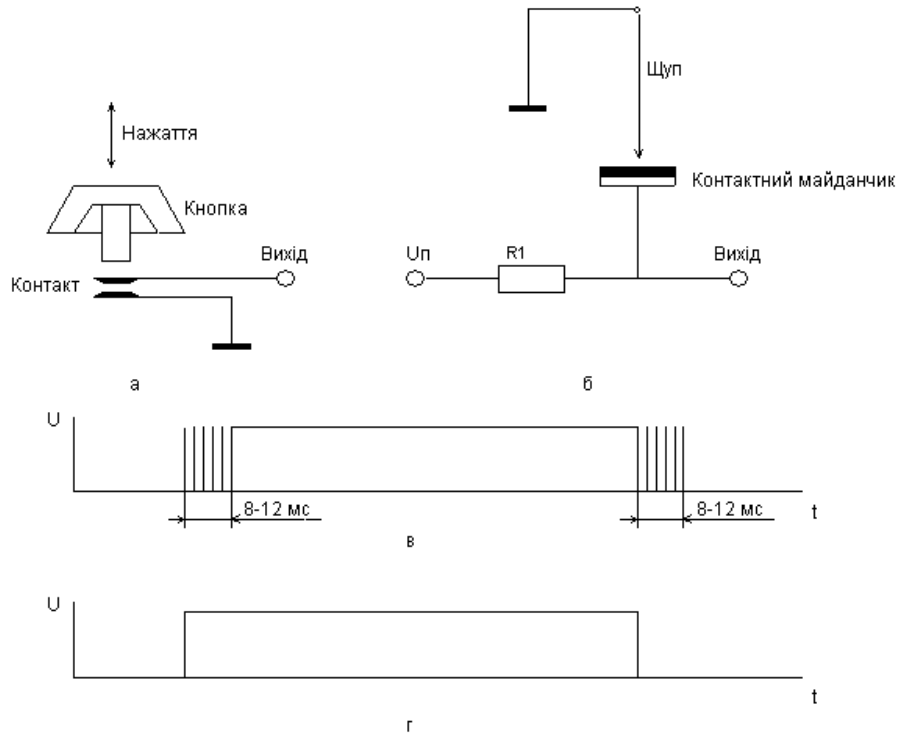 Щуп
Нажаття
Контактний майданчик
Кнопка
Вихід
Uп
R1
Вихід
Контакт
а
б
U
8-12 мс
8-12 мс
t
в
U
t
г